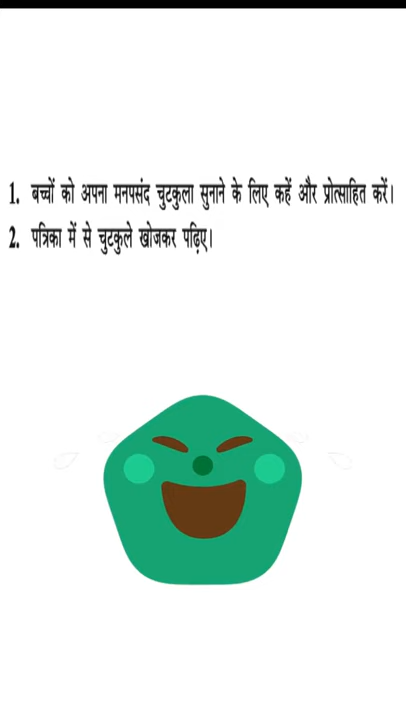 1. बच्चों को अपना मनपसंद चुटकुला सुनाने के लिए कहें और प्रोत्साहित करें।
2. पत्रिका में से चुटकुले खोजकर पढ़िए।